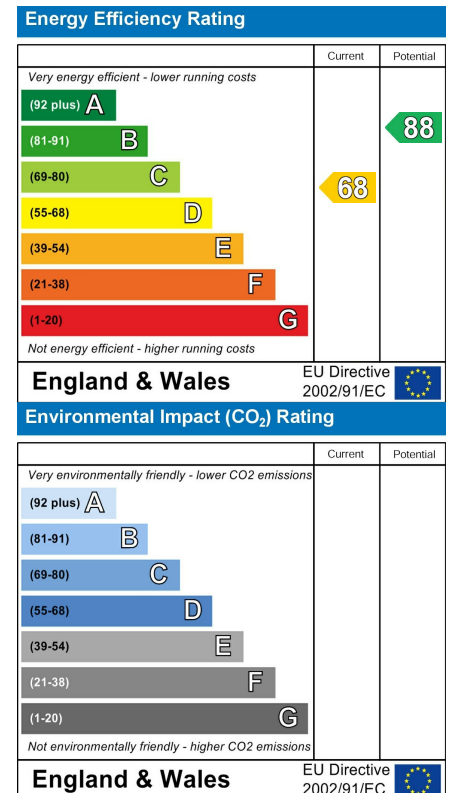 Energy Efficiency Rating
Current Potential
Very energy efficient - lower running costs
(92 plus) A
(81-91) B
(69-80) C
(55-68) D
(39-54) E
(21-38) F
(1-20) G
68
88
Not energy efficient - higher running costs
England & Wales
EU Directive
2002/91/EC
Environmental Impact (CO₂) Rating
Current Potential
Very environmentally friendly - lower CO2 emissions
(92 plus) A
(81-91) B
(69-80) C
(55-68) D
(39-54) E
(21-38) F
(1-20) G
Not environmentally friendly - higher CO2 emissions
England & Wales
EU Directive
2002/91/EC